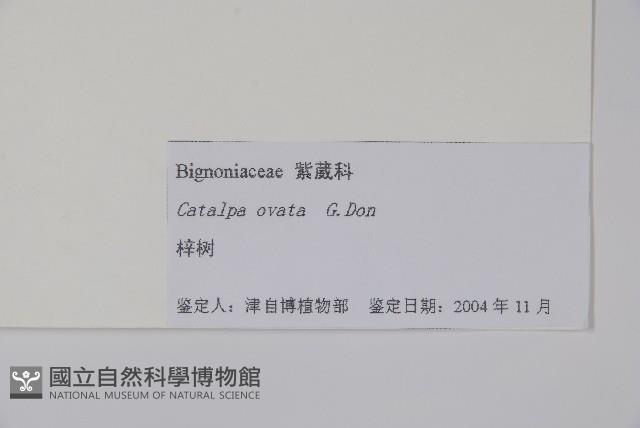 Bignoniaceae 紫葳科
Catalpa ovata G.Don
梓树
鉴定人：津自博植物部 鉴定日期：2004 年 11 月
國立自然科學博物館
NATIONAL MUSEUM OF NATURAL SCIENCE